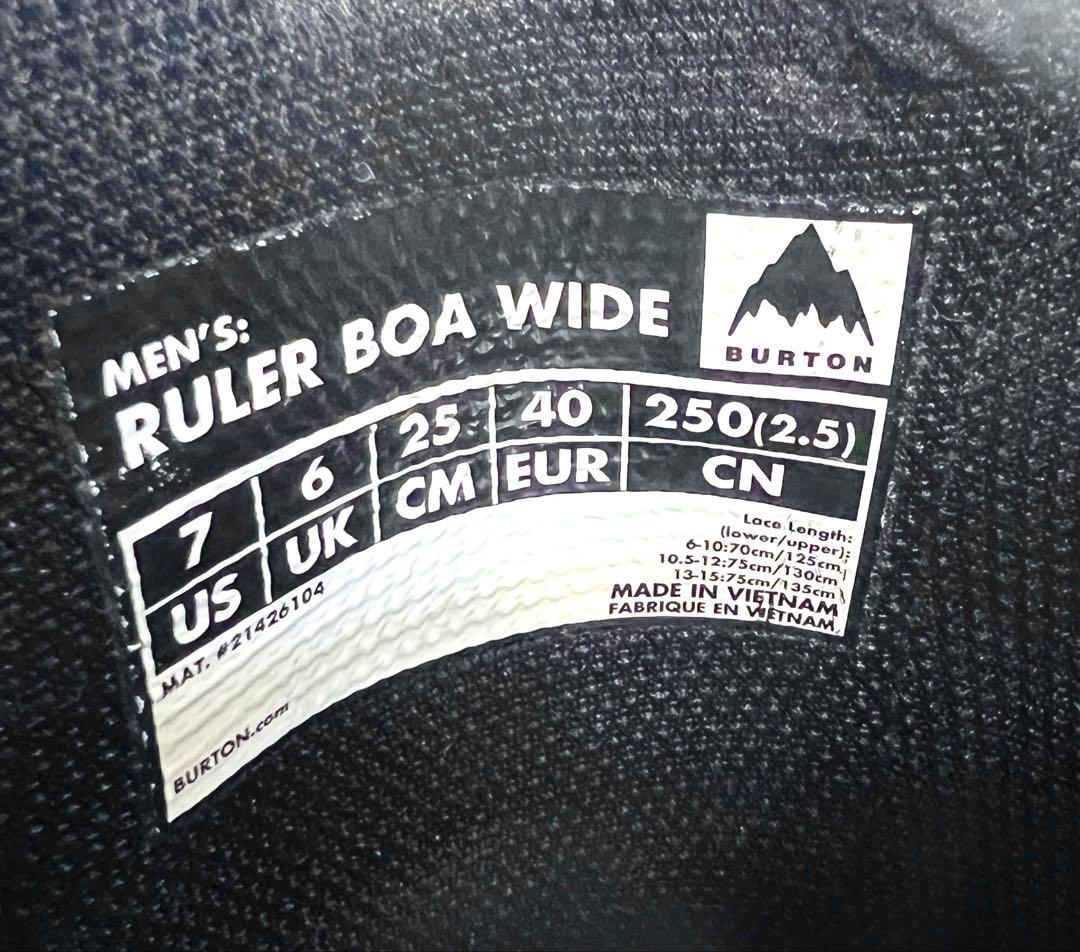 MEN'S:
RULER BOA WIDE
BURTON
7 6 25 40 250(2.5)
US UK CM EUR CN
Lace Length:
(lower/upper):
6-10:70cm/125cm
10.5-12:75cm/130cm
13-15:75cm/135cm
MADE IN VIETNAM
FABRIQUE EN VIETNAM
MAT. #21426104
BURTON.com